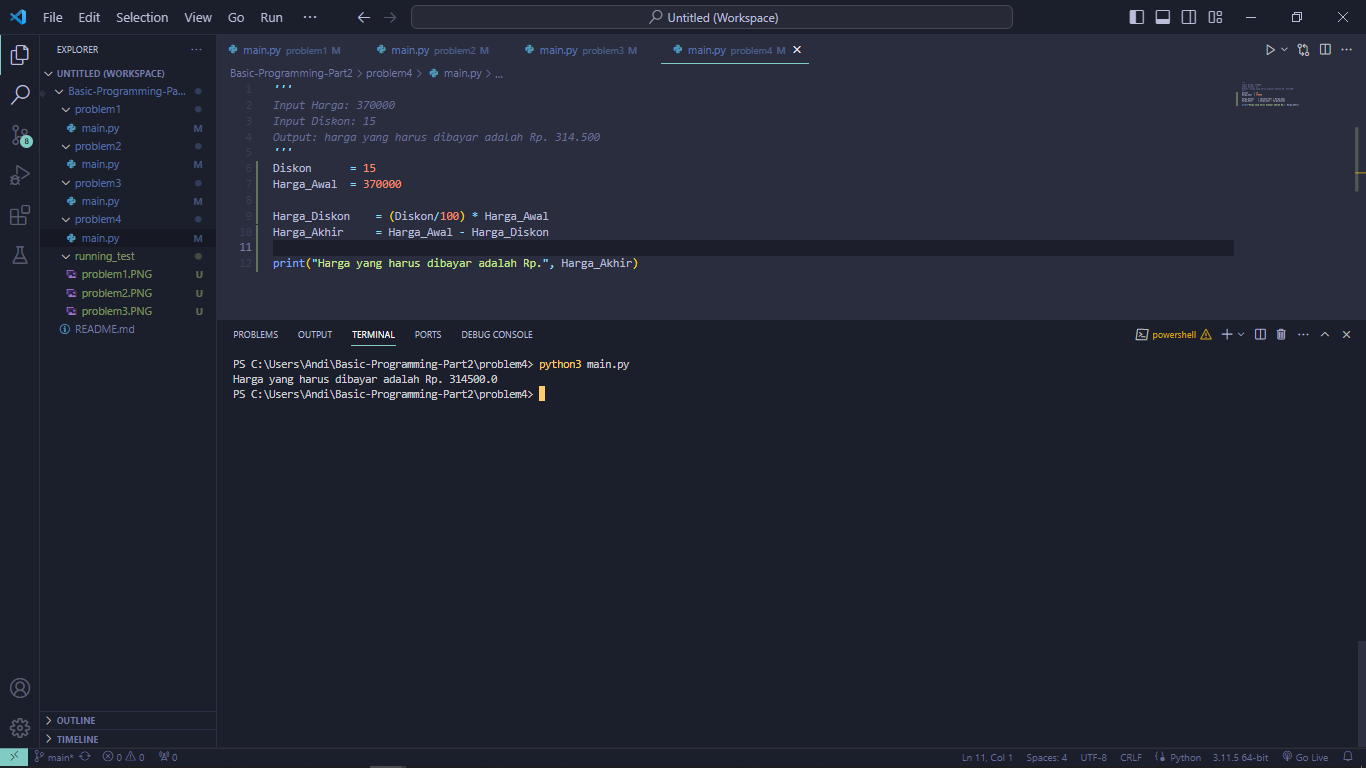 File Edit Selection View Go Run ··· Untitled (Workspace)
EXPLORER ···
UNTITLED (WORKSPACE)
Basic-Programming-Pa...
problem1
main.py M
problem2
main.py M
problem3
main.py M
problem4
main.py M
running_test
problem1.PNG U
problem2.PNG U
problem3.PNG U
README.md
OUTLINE
TIMELINE
8
main.py problem1 M main.py problem2 M main.py problem3 M main.py problem4 M
Basic-Programming-Part2 > problem4 > main.py > ...
1 '''
2 Input Harga: 370000
3 Input Diskon: 15
4 Output: harga yang harus dibayar adalah Rp. 314.500
5 '''
6 Diskon = 15
7 Harga_Awal = 370000
8
9 Harga_Diskon = (Diskon/100) * Harga_Awal
10 Harga_Akhir = Harga_Awal - Harga_Diskon
11
12 print("Harga yang harus dibayar adalah Rp.", Harga_Akhir)
PROBLEMS OUTPUT TERMINAL PORTS DEBUG CONSOLE powershell
PS C:\Users\Andi\Basic-Programming-Part2\problem4> python3 main.py
Harga yang harus dibayar adalah Rp. 314500.0
PS C:\Users\Andi\Basic-Programming-Part2\problem4>
main* 0 0 0 Ln 11, Col 1 Spaces: 4 UTF-8 CRLF Python 3.11.5 64-bit Go Live